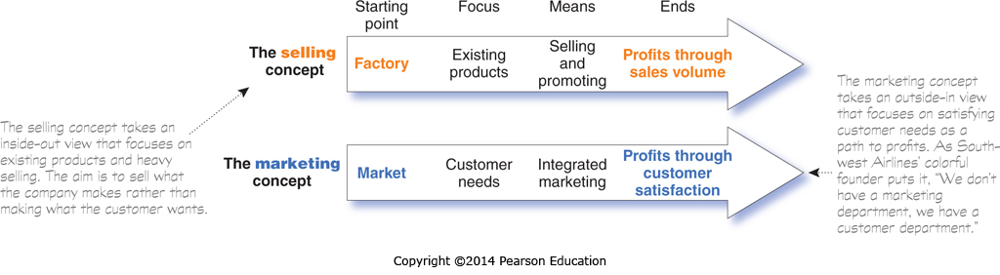 Starting point
Focus
Means
Ends
The selling
concept
Factory
Existing
products
Selling
and
promoting
Profits through
sales volume
The selling concept takes an
inside-out view that focuses on
existing products and heavy
selling. The aim is to sell what
the company makes rather than
making what the customer wants.
The marketing
concept
Market
Customer
needs
Integrated
marketing
Profits through
customer
satisfaction
The marketing concept
takes an outside-in view
that focuses on satisfying
customer needs as a
path to profits. As South-
west Airlines’ colorful
founder puts it, “We don’t
have a marketing
department, we have a
customer department.”
Copyright ©2014 Pearson Education